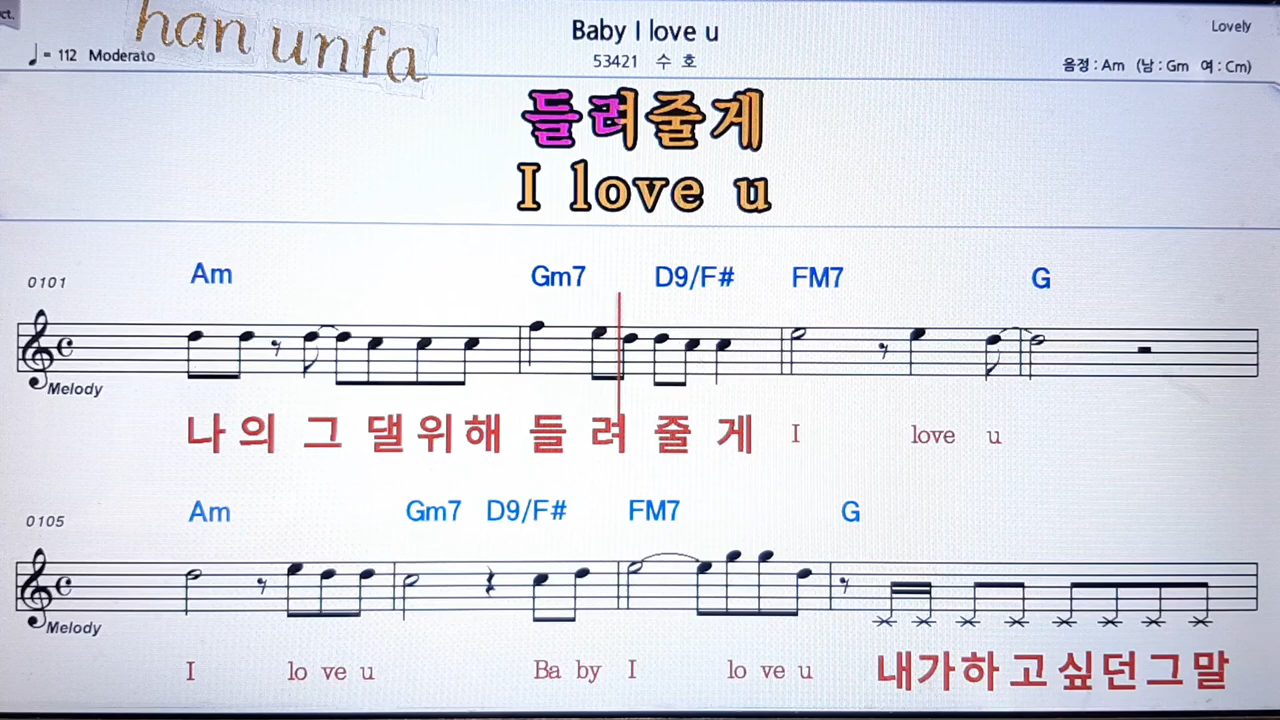 ct.
han unfa
Baby I love u
Lovely
♩= 112 Moderato
53421 수 호
음정 : Am (남 : Gm 여 : Cm)
들려줄게
I love u
0101
Am Gm7 D9/F# FM7 G
Melody
나 의 그 댈 위 해 들 려 줄 게 I love u
0105
Am Gm7 D9/F# FM7 G
Melody
I lo ve u Ba by I lo ve u 내 가 하 고 싶 던 그 말